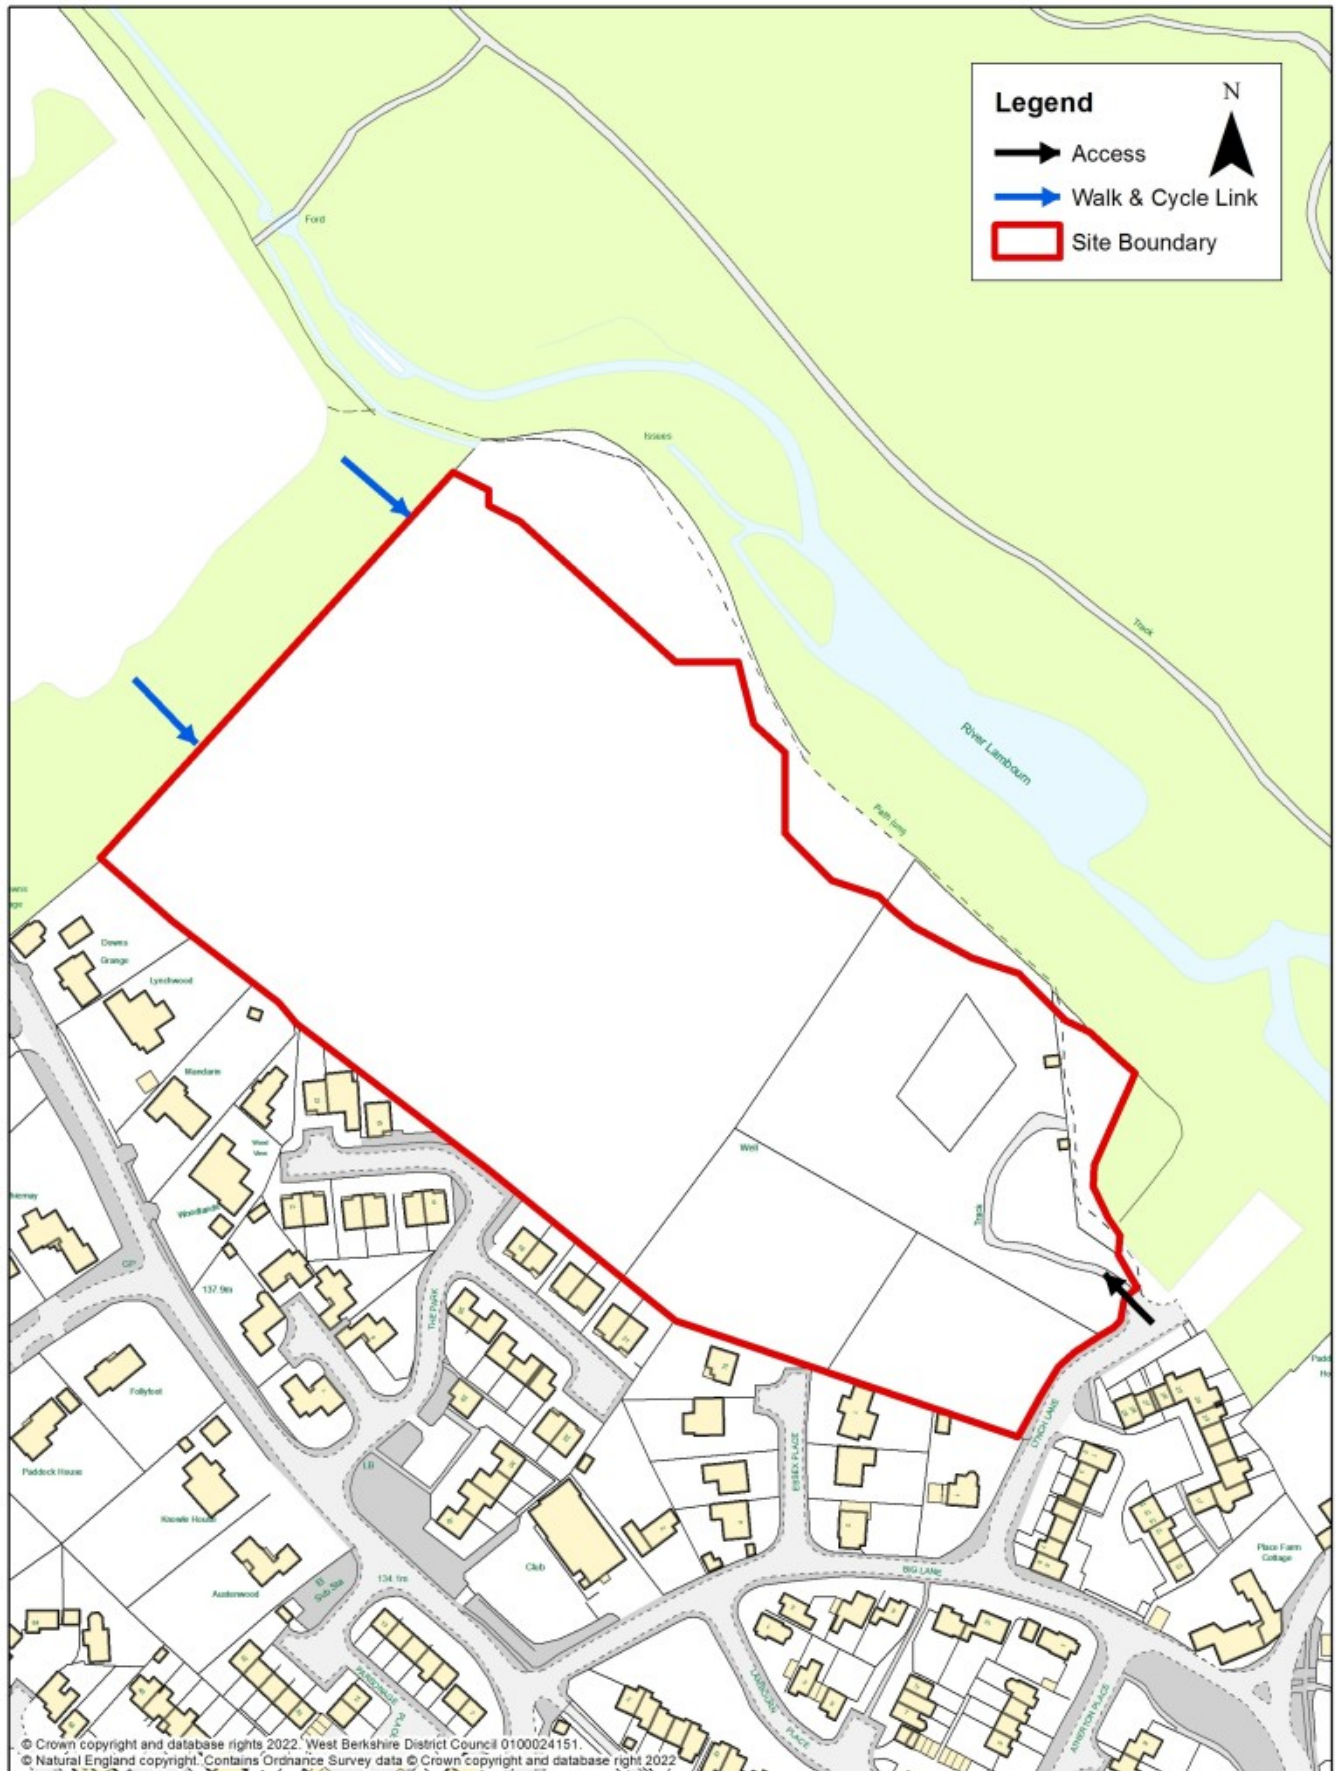 Legend
N
Access
Walk & Cycle Link
Site Boundary
Ford
Issues
Track
River Lambourn
Path (um)
Downs
Grange
Lynchwood
Mandarin
Well
Track
Woodlands
GP
137.9m
THE PARK
Follyfoot
LB
ESSEX PLACE
LYNCH LANE
Paddock House
Knowle House
Club
Place Farm
Cottage
BIG LANE
El
Sub Sta
134.1m
Austenwood
PARSONAGE
PLACE
LAMBOURN
PLACE
ATHERTON PLACE
© Crown copyright and database rights 2022. West Berkshire District Council 0100024151.
© Natural England copyright. Contains Ordnance Survey data © Crown copyright and database right 2022